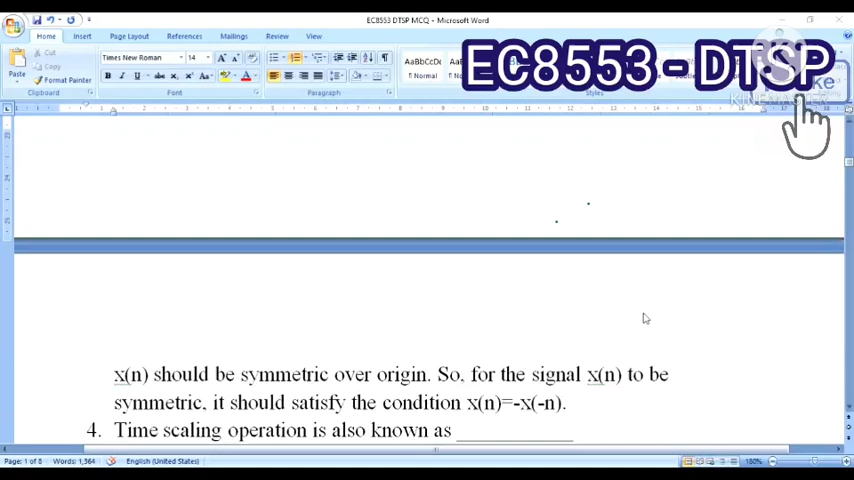 EC8553 DTSP MCQ - Microsoft Word
Home Insert Page Layout References Mailings Review View
EC8553 - DTSP
Cut
Copy
Format Painter
Paste
Times New Roman 14
AaBbCcDc
¶ Normal
Clipboard Font Paragraph Styles
KINEMASTER
x(n) should be symmetric over origin. So, for the signal x(n) to be
symmetric, it should satisfy the condition x(n)=-x(-n).
4. Time scaling operation is also known as ___________
Page: 1 of 8 Words: 1,364 English (United States) 180%